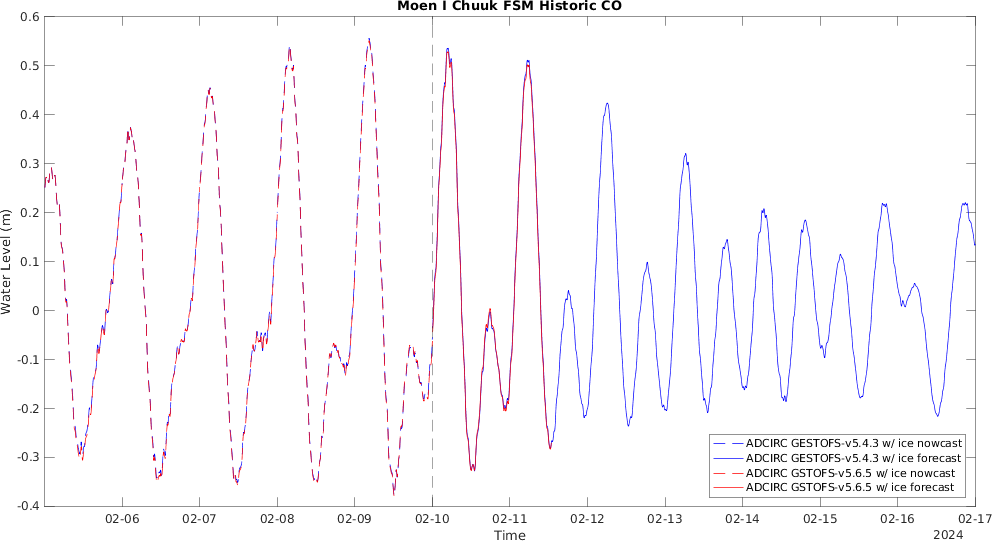 Moen I Chuuk FSM Historic CO
0.6
0.5
0.4
0.3
0.2
0.1
0
-0.1
-0.2
-0.3
-0.4
Water Level (m)
ADCIRC GESTOFS-v5.4.3 w/ ice nowcast
ADCIRC GESTOFS-v5.4.3 w/ ice forecast
ADCIRC GSTOFS-v5.6.5 w/ ice nowcast
ADCIRC GSTOFS-v5.6.5 w/ ice forecast
02-06 02-07 02-08 02-09 02-10 02-11 02-12 02-13 02-14 02-15 02-16 02-17
Time
2024